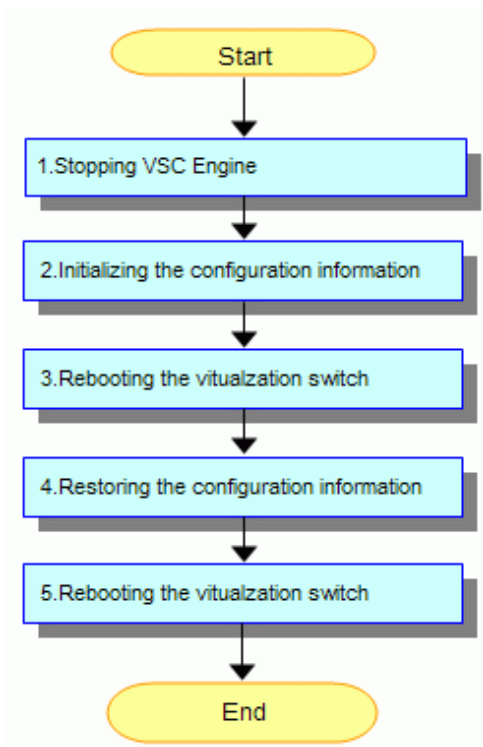 Start
1.Stopping VSC Engine
2.Initializing the configuration information
3.Rebooting the vitualzation switch
4.Restoring the configuration information
5.Rebooting the vitualzation switch
End